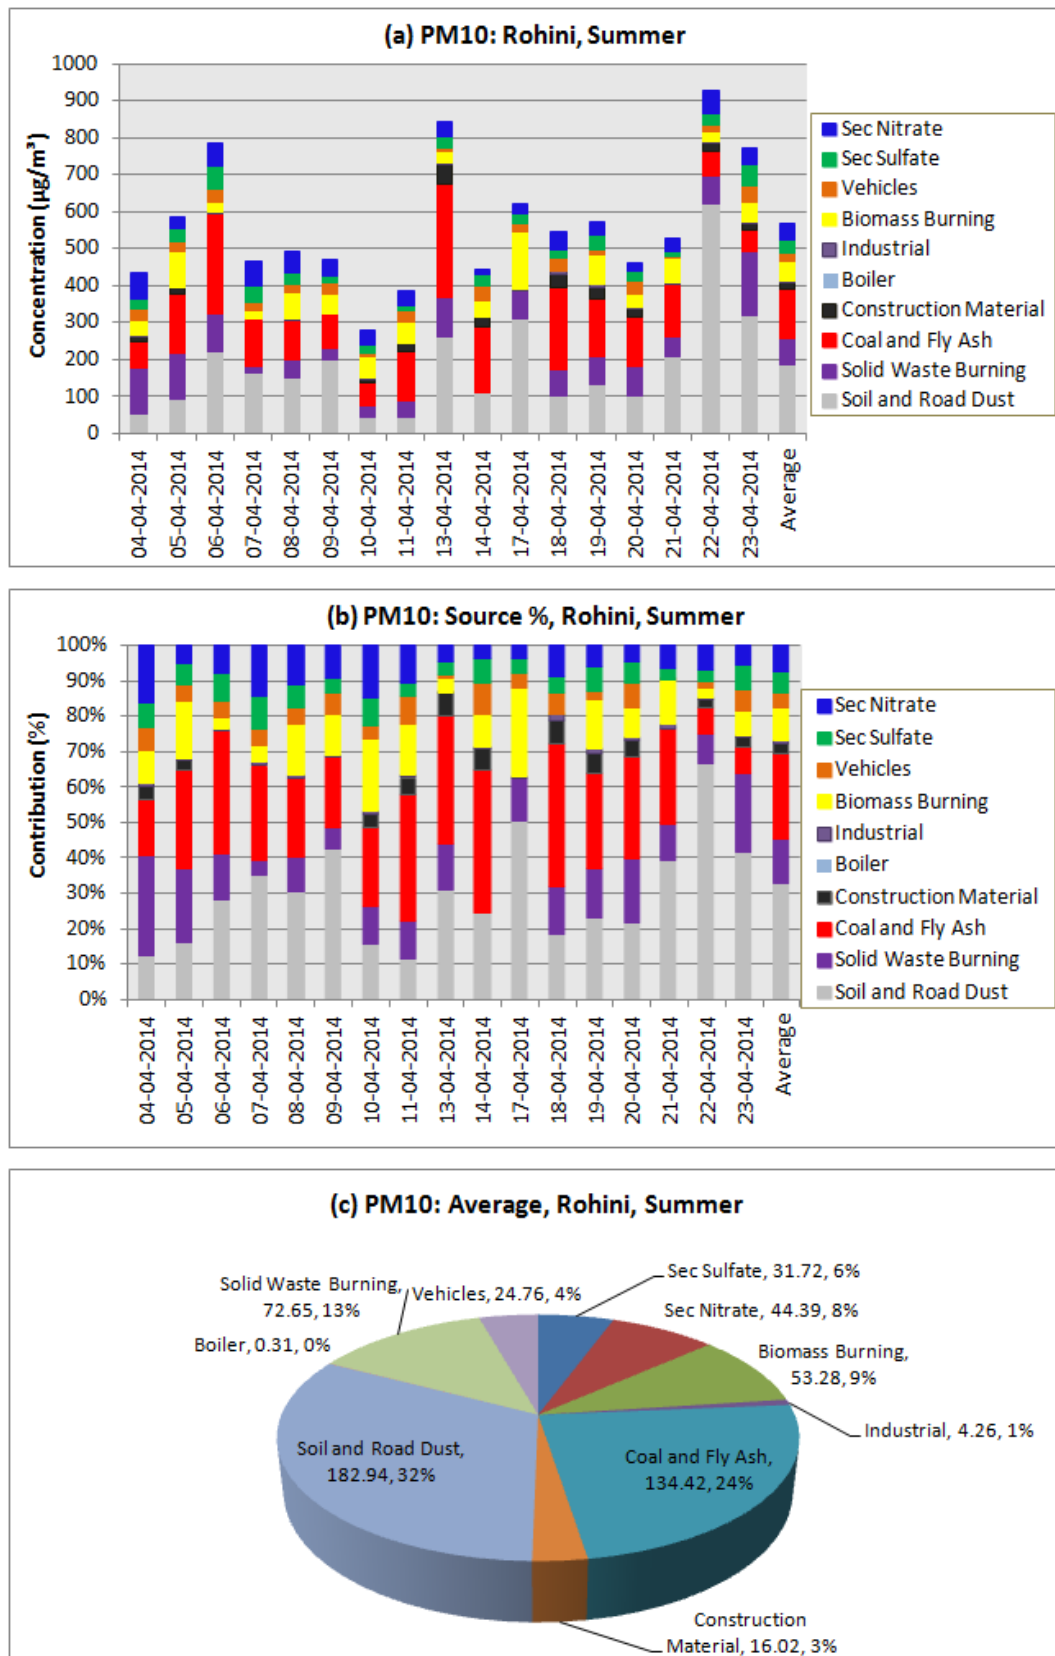 (a) PM10: Rohini, Summer
Concentration (µg/m³)
1000
900
800
700
600
500
400
300
200
100
0
04-04-2014
05-04-2014
06-04-2014
07-04-2014
08-04-2014
09-04-2014
10-04-2014
11-04-2014
13-04-2014
14-04-2014
17-04-2014
18-04-2014
19-04-2014
20-04-2014
21-04-2014
22-04-2014
23-04-2014
Average
Sec Nitrate
Sec Sulfate
Vehicles
Biomass Burning
Industrial
Boiler
Construction Material
Coal and Fly Ash
Solid Waste Burning
Soil and Road Dust
(b) PM10: Source %, Rohini, Summer
Contribution (%)
100%
90%
80%
70%
60%
50%
40%
30%
20%
10%
0%
04-04-2014
05-04-2014
06-04-2014
07-04-2014
08-04-2014
09-04-2014
10-04-2014
11-04-2014
13-04-2014
14-04-2014
17-04-2014
18-04-2014
19-04-2014
20-04-2014
21-04-2014
22-04-2014
23-04-2014
Average
Sec Nitrate
Sec Sulfate
Vehicles
Biomass Burning
Industrial
Boiler
Construction Material
Coal and Fly Ash
Solid Waste Burning
Soil and Road Dust
(c) PM10: Average, Rohini, Summer
Sec Sulfate, 31.72, 6%
Solid Waste Burning,
72.65, 13%
Vehicles, 24.76, 4%
Sec Nitrate, 44.39, 8%
Boiler, 0.31, 0%
Biomass Burning,
53.28, 9%
Industrial, 4.26, 1%
Soil and Road Dust,
182.94, 32%
Coal and Fly Ash,
134.42, 24%
Construction
Material, 16.02, 3%